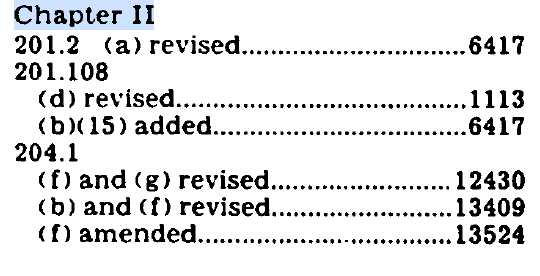 Chapter II
201.2 (a) revised..............................6417
201.108
(d) revised.......................................1113
(b)(15) added..................................6417
204.1
(f) and (g) revised.........................12430
(b) and (f) revised........................13409
(f) amended...................................13524